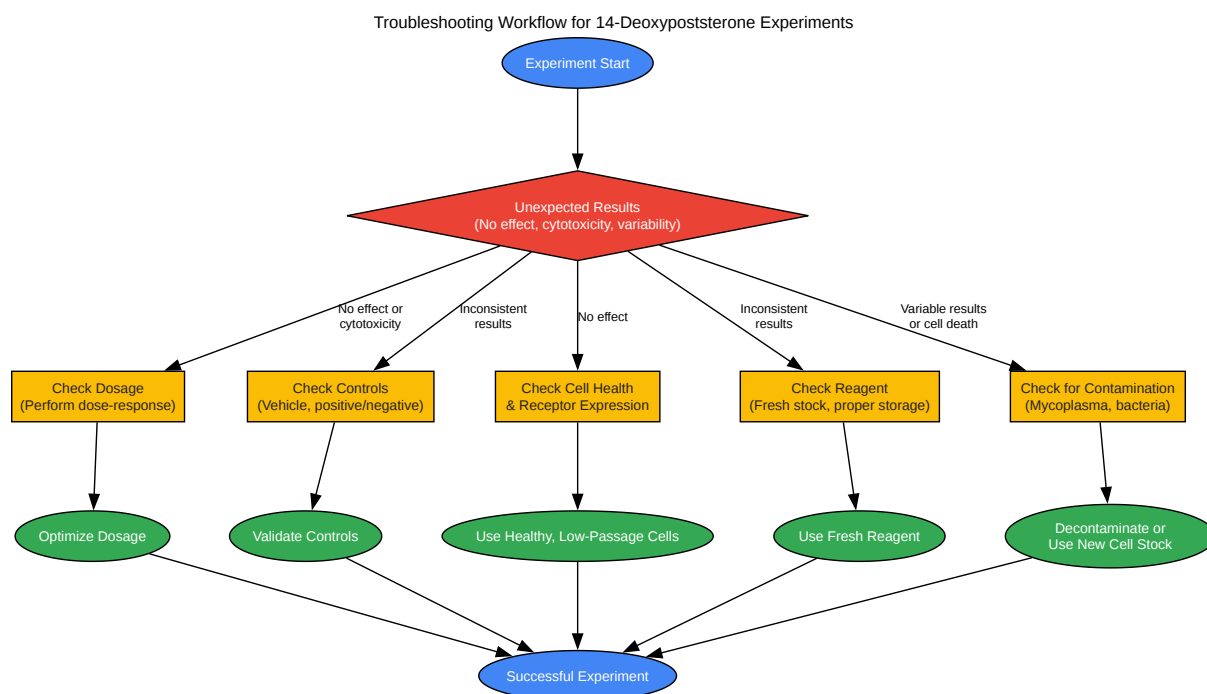 Troubleshooting Workflow for 14-Deoxypoststerone Experiments
Experiment Start
Unexpected Results
(No effect, cytotoxicity, variability)
No effect or
cytotoxicity
Inconsistent
results
No effect
Inconsistent
results
Variable results
or cell death
Check Dosage
(Perform dose-response)
Check Controls
(Vehicle, positive/negative)
Check Cell Health
& Receptor Expression
Check Reagent
(Fresh stock, proper storage)
Check for Contamination
(Mycoplasma, bacteria)
Optimize Dosage
Validate Controls
Use Healthy, Low-Passage Cells
Use Fresh Reagent
Decontaminate or
Use New Cell Stock
Successful Experiment